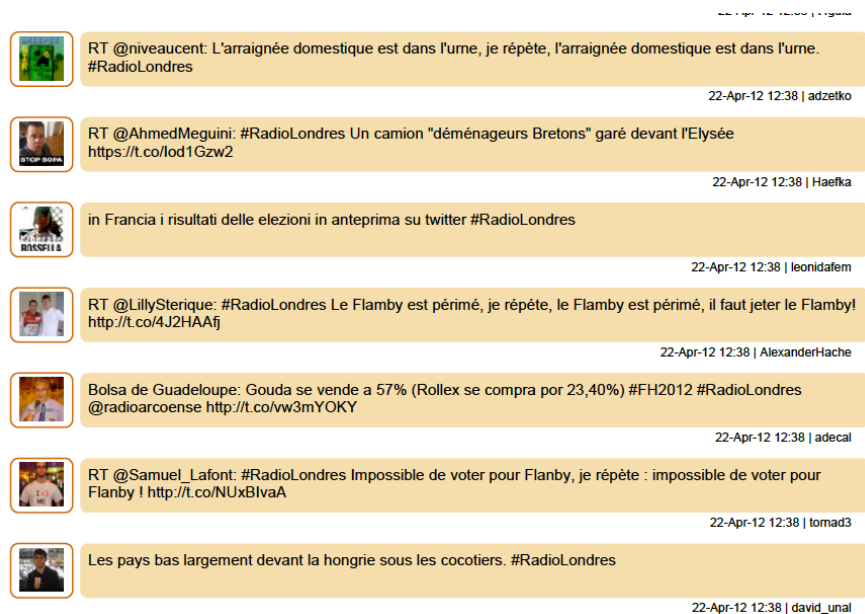 RT @niveaucent: L'arraignée domestique est dans l'urne, je répète, l'arraignée domestique est dans l'urne.
#RadioLondres
22-Apr-12 12:38 | adzetko
RT @AhmedMeguini: #RadioLondres Un camion "déménageurs Bretons" garé devant l'Elysée
https://t.co/lod1Gzw2
STOP SOPA
22-Apr-12 12:38 | Haefka
in Francia i risultati delle elezioni in anteprima su twitter #RadioLondres
ROSSELLA
22-Apr-12 12:38 | leonidafem
RT @LillySterique: #RadioLondres Le Flamby est périmé, je répéte, le Flamby est périmé, il faut jeter le Flamby!
http://t.co/4J2HAAfj
22-Apr-12 12:38 | AlexanderHache
Bolsa de Guadeloupe: Gouda se vende a 57% (Rollex se compra por 23,40%) #FH2012 #RadioLondres
@radioarcoense http://t.co/vw3mYOKY
22-Apr-12 12:38 | adecal
RT @Samuel_Lafont: #RadioLondres Impossible de voter pour Flanby, je répète : impossible de voter pour
Flanby ! http://t.co/NUxBIvaA
22-Apr-12 12:38 | tomad3
Les pays bas largement devant la hongrie sous les cocotiers. #RadioLondres
22-Apr-12 12:38 | david_unal